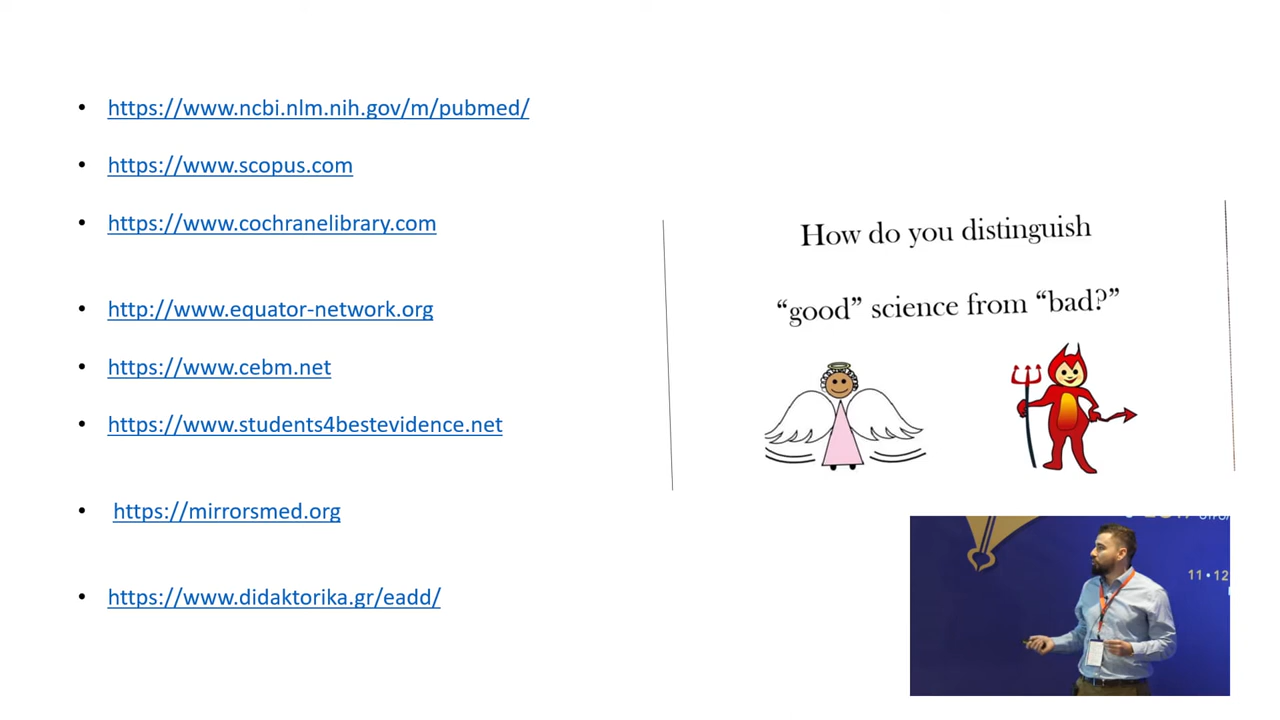 https://www.ncbi.nlm.nih.gov/m/pubmed/
https://www.scopus.com
https://www.cochranelibrary.com
http://www.equator-network.org
https://www.cebm.net
https://www.students4bestevidence.net
https://mirrorsmed.org
https://www.didaktorika.gr/eadd/
How do you distinguish
“good” science from “bad?”
11 • 12